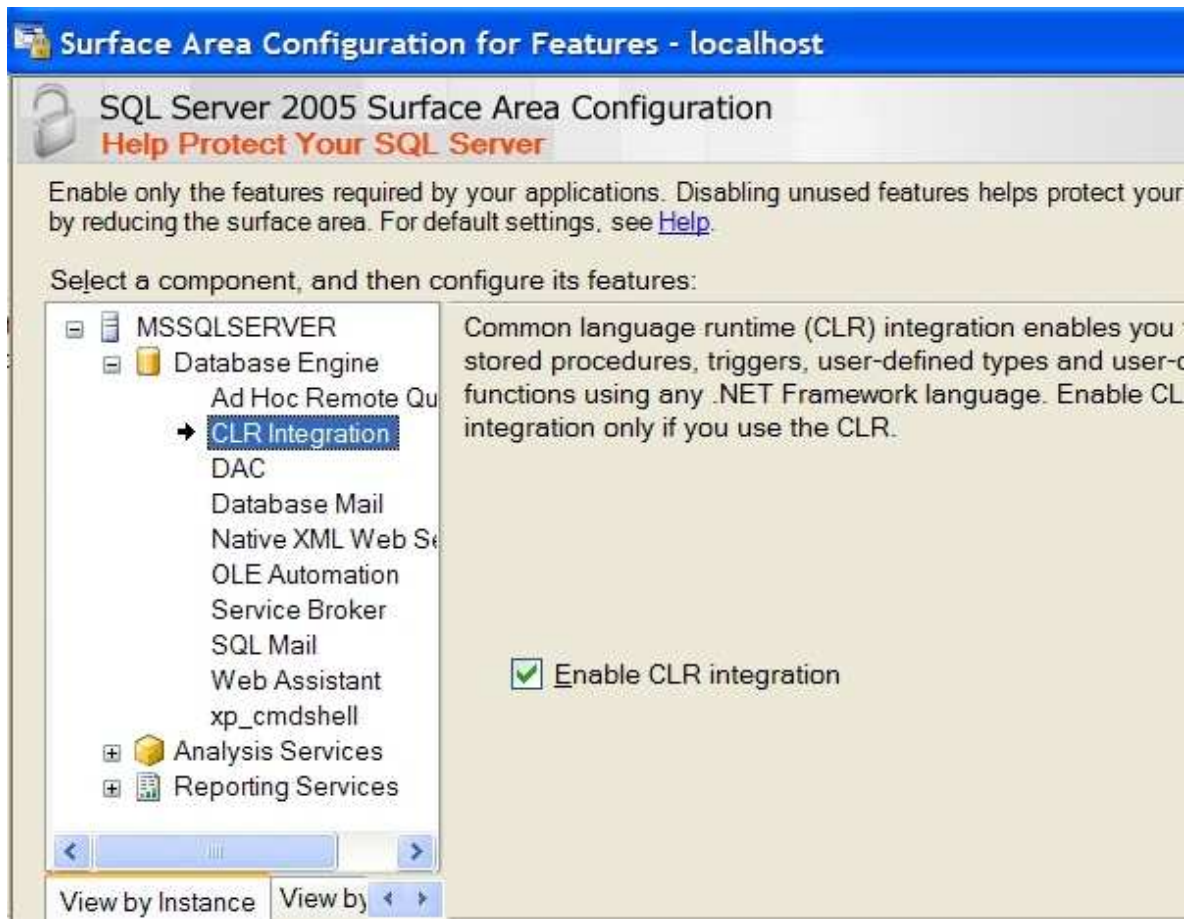 Surface Area Configuration for Features - localhost
SQL Server 2005 Surface Area Configuration
Help Protect Your SQL Server
Enable only the features required by your applications. Disabling unused features helps protect your
by reducing the surface area. For default settings, see Help.
Select a component, and then configure its features:
MSSQLSERVER
Database Engine
Ad Hoc Remote Qu
CLR Integration
DAC
Database Mail
Native XML Web Se
OLE Automation
Service Broker
SQL Mail
Web Assistant
xp_cmdshell
Analysis Services
Reporting Services
View by Instance
View by
Common language runtime (CLR) integration enables you
stored procedures, triggers, user-defined types and user-d
functions using any .NET Framework language. Enable CL
integration only if you use the CLR.
Enable CLR integration